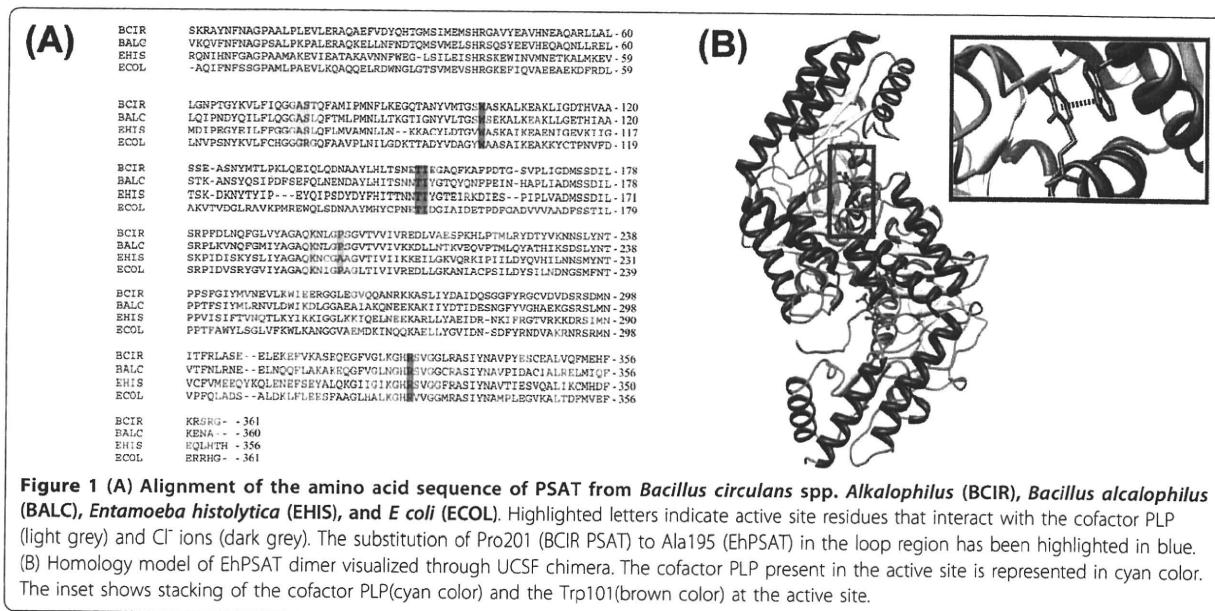 (A)
BCIR SKRAYNFNAGPAALPLEVLERAQAEFVDYQHTGMSIMEMSHRGAVYEAVHNEAQARLLAL - 60
BALC VKQVFNFNAGPSALPKPALERAQKELLNFNDTQMSVMELSHRSQSYEEVHEQAQNLLREL - 60
EHIS RQNIHNFGAGPAAMAKEVIEATAKAVNNFWEG-LSILEISHRSKEWINVMNETKALMKEV - 59
ECOL -AQIFNFSSGPAMLPAEVLKQAQQELRDWNGLGTSVMEVSHRGKEFIQVAEEAEKDFRDL - 59
BCIR LGNPTGYKVLFIQGGASTQFAMIPMNFLKEGQTANYVMTGSWASKALKEAKLIGDTHVAA - 120
BALC LQIPNDYQILFLQGGASLQFTMLPMNLLTKGTIGNYVLTGSWSEKALKEAKLLGETHIAA - 120
EHIS MDIPEGYEILFFGGGASLQFLMVAMNLLN--KKACYLDTGVWASKAIKEAENIGEVKIIG - 117
ECOL LNVPSNYKVLFCHGGGRGQFAAVPLNILGDKTTADYVDAGYWAASAIKEAKKYCTPNVFD - 119
BCIR SSE-ASNYMTLPKLQEIQLQDNAAYLHLTSNETIEGAQFKAFPDTG-SVPLIGDMSSDIL - 178
BALC STK-ANSYQSIPDFSEFQLNENDAYLHITSNNTIYGTQYQNFPEIN-HAPLIADMSSDIL - 178
EHIS TSK-DKNYTYIP---EYQIPSDYDYFHITTNNTIYGTEIRKDIES---PIPLVADMSSDIL - 171
ECOL AKVTVDGLRAVKPMREWQLSDNAAYMHYCPNETIDGIAIDETPDFGADVVVAADFSSTIL - 179
BCIR SRPFDLNQFGLVYAGAQKNLGPSGVTVVIVREDLVAESPKHLPTMLRYDTYVKNNSLYNT - 238
BALC SRPLKVNQFGMIYAGAQKNLGPSGVTVVIVKKDLLNTKVEQVPTMLQYATHIKSDSLYNT - 238
EHIS SKPIDISKYSLIYAGAQKNCGAAGVTIVIIKKEILGKVQRKIPIILDYQVHILNNSMYNT - 231
ECOL SRPIDVSRYGVIYAGAQKNIGPAGLTIVIVREDLLGKANIACPSILDYSILNDNGSMFNT - 239
BCIR PPSFGIYMVNEVLKWIEERGGLEGVQQANRKKASLIYDAIDQSGGFYRGCVDVDSRSDMN - 298
BALC PPTFSIYMLRNVLDWIKDLGGAEAIAKQNEEKAKIIYDTIDESNGFYVGHAEKGSRSLMN - 298
EHIS PPVISIFTVNQTLKYIKKIGGLKKIQELNEEKARLLYAEIDR-NKIFRGTVRKKDRSIMN - 290
ECOL PPTFAWYLSGLVFKWLKANGGVAEMDKINQQKAELLYGVIDN-SDFYRNDVAKRNRSRMN - 298
BCIR ITFRLASE--ELEKEFVKASEQEGFVGLKGHRSVGGLRASIYNAVPYESCEALVQFMEHF - 356
BALC VTFNLRNE--ELNQQFLAKAKEQGFVGLNGHRSVGGCRASIYNAVPIDACIALRELMIQF - 356
EHIS VCFVMEEQYKQLENEFSEYALQKGIIGIKGHRSVGGFRASIYNAVTIESVQALIKCMHDF - 350
ECOL VPFQLADS--ALDKLFLEESFAAGLHALKGHRVVGGMRASIYNAMPLEGVKALTDFMVEF - 356
BCIR KRSRG- - 361
BALC KENA-- - 360
EHIS EQLHTH - 356
ECOL ERRHG- - 361
(B)
Figure 1 (A) Alignment of the amino acid sequence of PSAT from Bacillus circulans spp. Alkalophilus (BCIR), Bacillus alcalophilus
(BALC), Entamoeba histolytica (EHIS), and E coli (ECOL). Highlighted letters indicate active site residues that interact with the cofactor PLP
(light grey) and Cl⁻ ions (dark grey). The substitution of Pro201 (BCIR PSAT) to Ala195 (EhPSAT) in the loop region has been highlighted in blue.
(B) Homology model of EhPSAT dimer visualized through UCSF chimera. The cofactor PLP present in the active site is represented in cyan color.
The inset shows stacking of the cofactor PLP(cyan color) and the Trp101(brown color) at the active site.